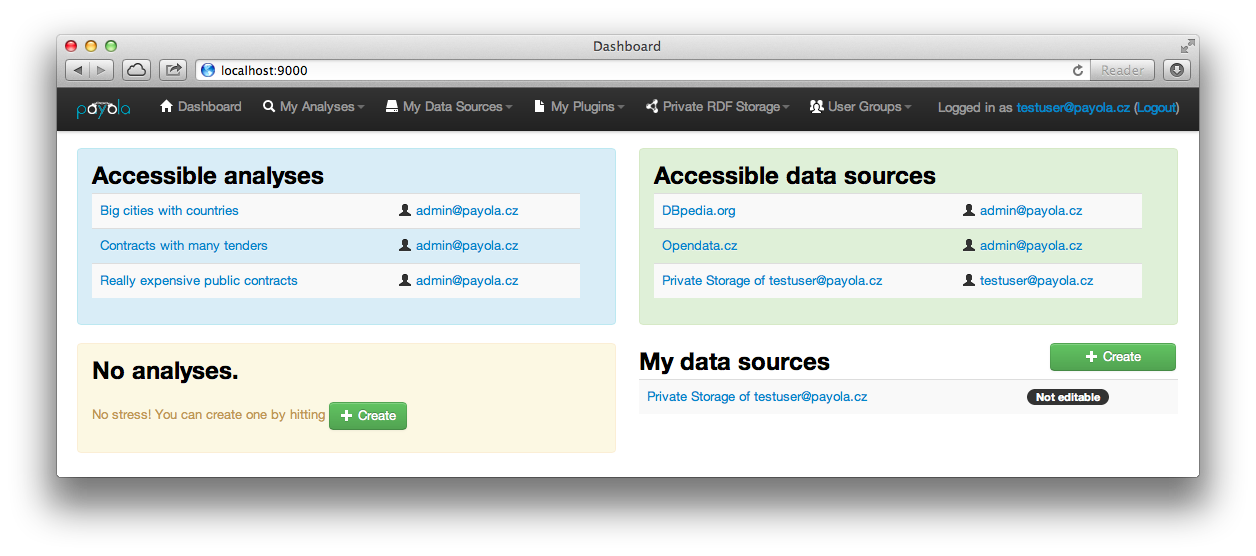 Dashboard
localhost:9000
Reader
payola
Dashboard My Analyses My Data Sources My Plugins Private RDF Storage User Groups Logged in as testuser@payola.cz (Logout)
Accessible analyses
Big cities with countries admin@payola.cz
Contracts with many tenders admin@payola.cz
Really expensive public contracts admin@payola.cz
Accessible data sources
DBpedia.org admin@payola.cz
Opendata.cz admin@payola.cz
Private Storage of testuser@payola.cz testuser@payola.cz
No analyses.
No stress! You can create one by hitting + Create
My data sources + Create
Private Storage of testuser@payola.cz Not editable